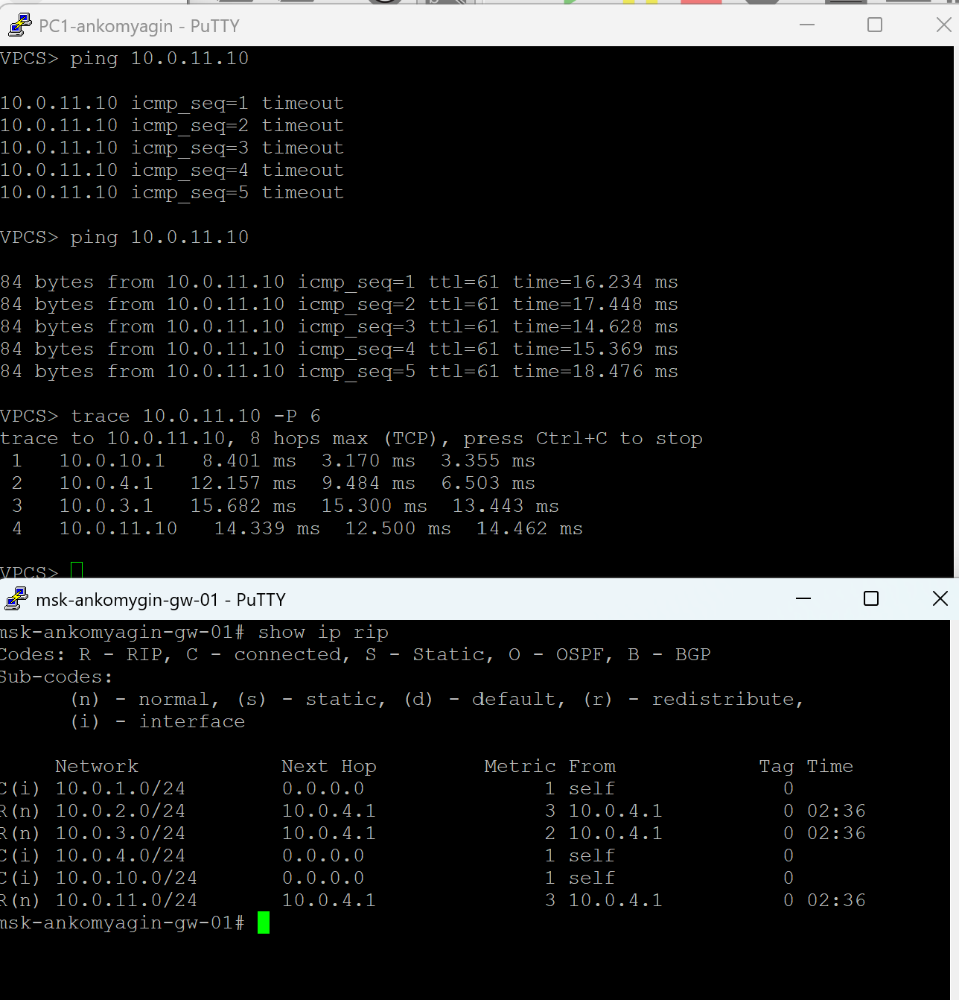 PC1-ankomyagin - PuTTY
VPCS> ping 10.0.11.10
10.0.11.10 icmp_seq=1 timeout
10.0.11.10 icmp_seq=2 timeout
10.0.11.10 icmp_seq=3 timeout
10.0.11.10 icmp_seq=4 timeout
10.0.11.10 icmp_seq=5 timeout
VPCS> ping 10.0.11.10
84 bytes from 10.0.11.10 icmp_seq=1 ttl=61 time=16.234 ms
84 bytes from 10.0.11.10 icmp_seq=2 ttl=61 time=17.448 ms
84 bytes from 10.0.11.10 icmp_seq=3 ttl=61 time=14.628 ms
84 bytes from 10.0.11.10 icmp_seq=4 ttl=61 time=15.369 ms
84 bytes from 10.0.11.10 icmp_seq=5 ttl=61 time=18.476 ms
VPCS> trace 10.0.11.10 -P 6
trace to 10.0.11.10, 8 hops max (TCP), press Ctrl+C to stop
1 10.0.10.1 8.401 ms 3.170 ms 3.355 ms
2 10.0.4.1 12.157 ms 9.484 ms 6.503 ms
3 10.0.3.1 15.682 ms 15.300 ms 13.443 ms
4 10.0.11.10 14.339 ms 12.500 ms 14.462 ms
VPCS>
msk-ankomygin-gw-01 - PuTTY
msk-ankomyagin-gw-01# show ip rip
Codes: R - RIP, C - connected, S - Static, O - OSPF, B - BGP
Sub-codes:
(n) - normal, (s) - static, (d) - default, (r) - redistribute,
(i) - interface
Network Next Hop Metric From Tag Time
C(i) 10.0.1.0/24 0.0.0.0 1 self 0
R(n) 10.0.2.0/24 10.0.4.1 3 10.0.4.1 0 02:36
R(n) 10.0.3.0/24 10.0.4.1 2 10.0.4.1 0 02:36
C(i) 10.0.4.0/24 0.0.0.0 1 self 0
C(i) 10.0.10.0/24 0.0.0.0 1 self 0
R(n) 10.0.11.0/24 10.0.4.1 3 10.0.4.1 0 02:36
msk-ankomyagin-gw-01#